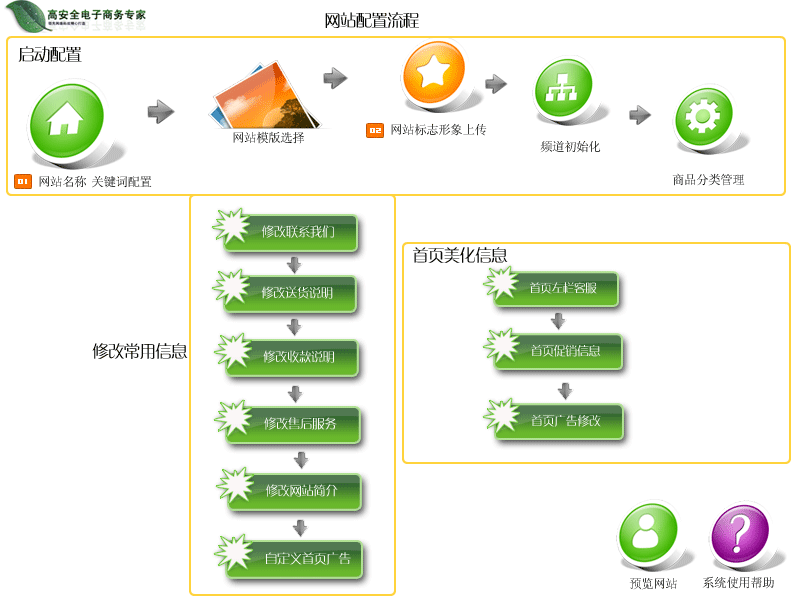 高安全电子商务专家
网站配置流程
启动配置
网站模版选择
02 网站标志形象上传
频道初始化
商品分类管理
01 网站名称 关键词配置
修改联系我们
修改送货说明
修改常用信息
修改收款说明
修改售后服务
修改网站简介
自定义首页广告
首页美化信息
首页左栏客服
首页促销信息
首页广告修改
预览网站
系统使用帮助